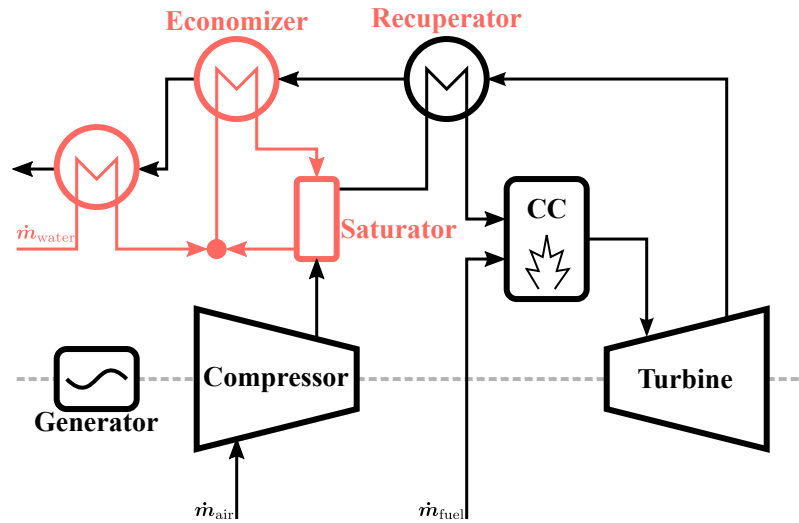 Economizer
Recuperator
ṁwater
Saturator
CC
Compressor
Turbine
Generator
ṁair
ṁfuel